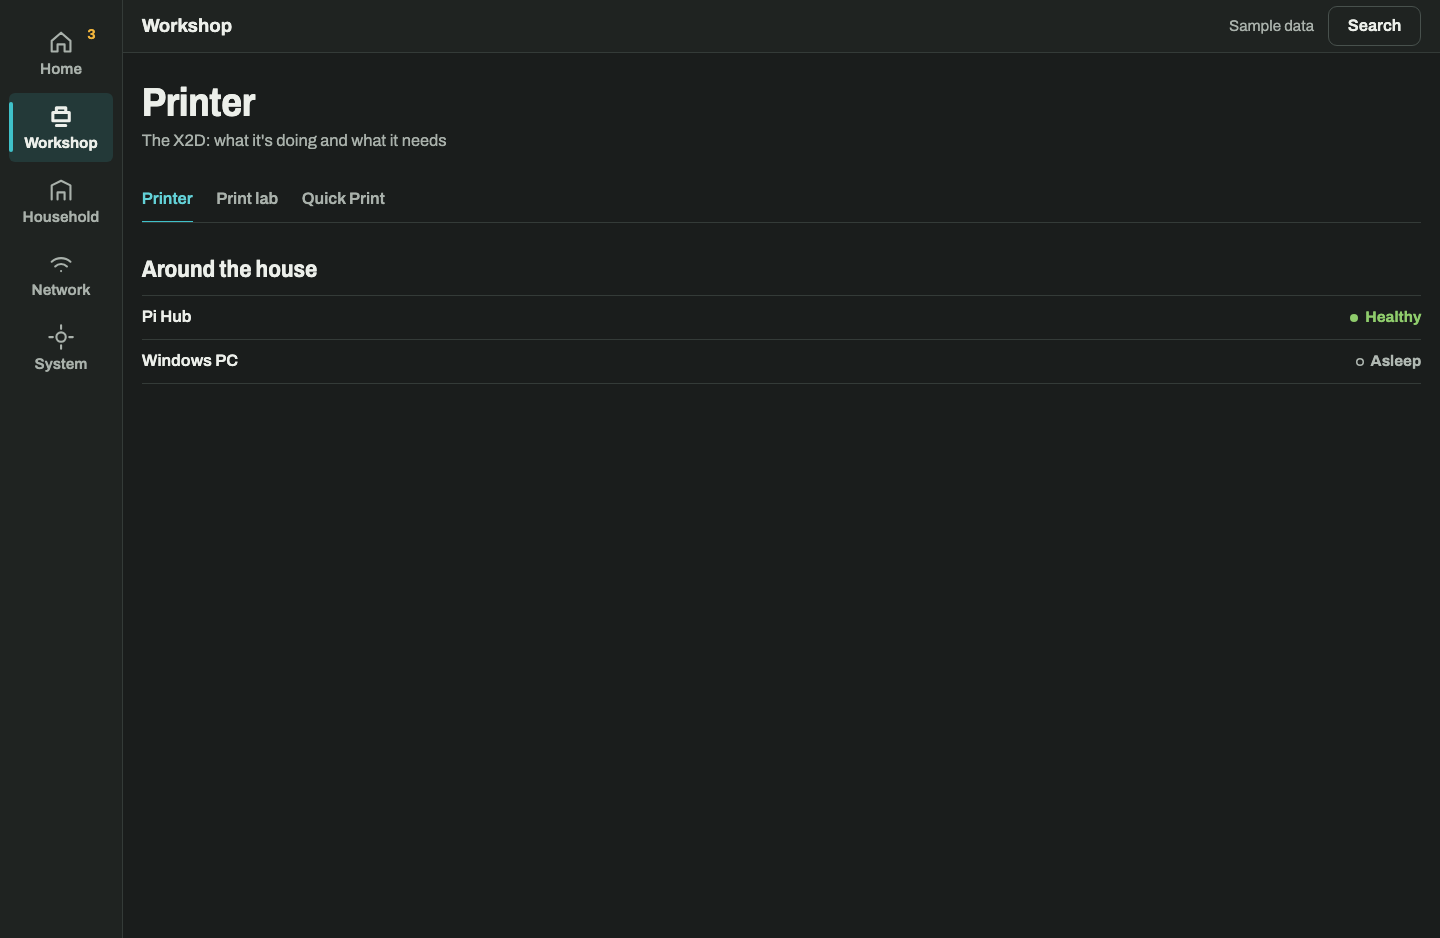 3
Home
Workshop
Household
Network
System
Workshop
Sample data
Search
Printer
The X2D: what it's doing and what it needs
Printer
Print lab
Quick Print
Around the house
Pi Hub
Healthy
Windows PC
Asleep